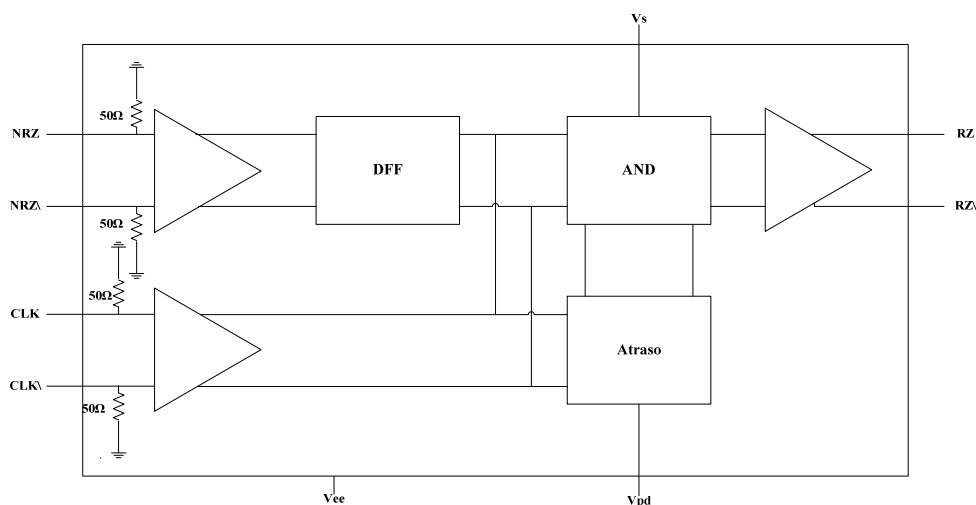 Vs
50Ω
NRZ
DFF
AND
RZ
NRZ\
50Ω
RZ\
50Ω
CLK
Atraso
CLK\
50Ω
Vee
Vpd